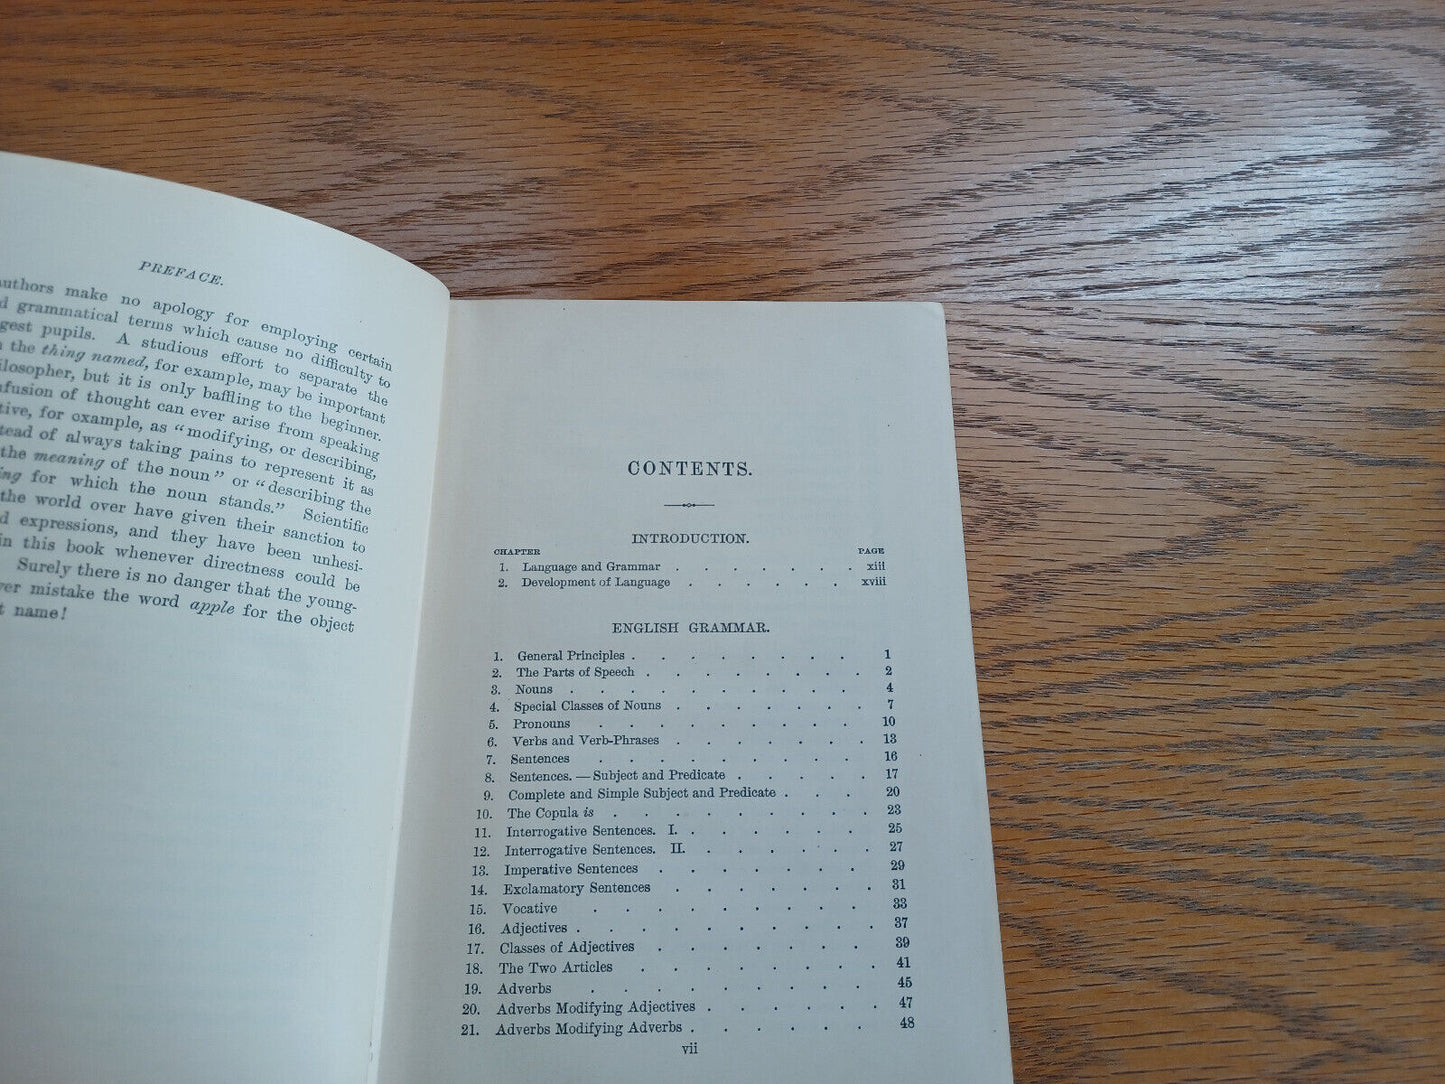 PREFACE.
authors make no apology for employing certain
grammatical terms which cause no difficulty to
pupils. A studious effort to separate the
the thing named, for example, may be important
but it is only baffling to the beginner.
of thought can ever arise from speaking
for example, as "modifying, or describing,
of always taking pains to represent it as
the meaning of the noun" or "describing the
for which the noun stands." Scientific
the world over have given their sanction to
expressions, and they have been unhesi-
in this book whenever directness could be
Surely there is no danger that the young-
mistake the word apple for the object
name!
CONTENTS.
INTRODUCTION.
CHAPTER PAGE
1. Language and Grammar . . . . . . . xiii
2. Development of Language . . . . . . . xviii
ENGLISH GRAMMAR.
1. General Principles . . . . . . . . . 1
2. The Parts of Speech . . . . . . . . 2
3. Nouns . . . . . . . . . . . 4
4. Special Classes of Nouns . . . . . . . 7
5. Pronouns . . . . . . . . . . 10
6. Verbs and Verb-Phrases . . . . . . . 13
7. Sentences . . . . . . . . . . 16
8. Sentences. — Subject and Predicate . . . . . 17
9. Complete and Simple Subject and Predicate . . . 20
10. The Copula is . . . . . . . . . 23
11. Interrogative Sentences. I. . . . . . . . 25
12. Interrogative Sentences. II. . . . . . . 27
13. Imperative Sentences . . . . . . . . 29
14. Exclamatory Sentences . . . . . . . . 31
15. Vocative . . . . . . . . . 33
16. Adjectives . . . . . . . . . . . 37
17. Classes of Adjectives . . . . . . . . 39
18. The Two Articles . . . . . . . . . 41
19. Adverbs . . . . . . . . . . 45
20. Adverbs Modifying Adjectives . . . . . . . 47
21. Adverbs Modifying Adverbs . . . . . . . . 48
vii